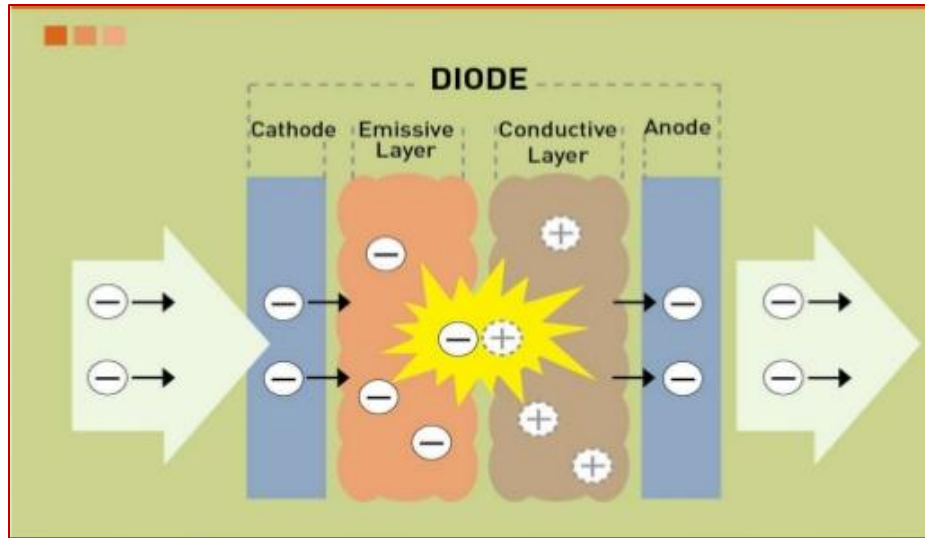 DIODE
Cathode
Emissive
Layer
Conductive
Layer
Anode